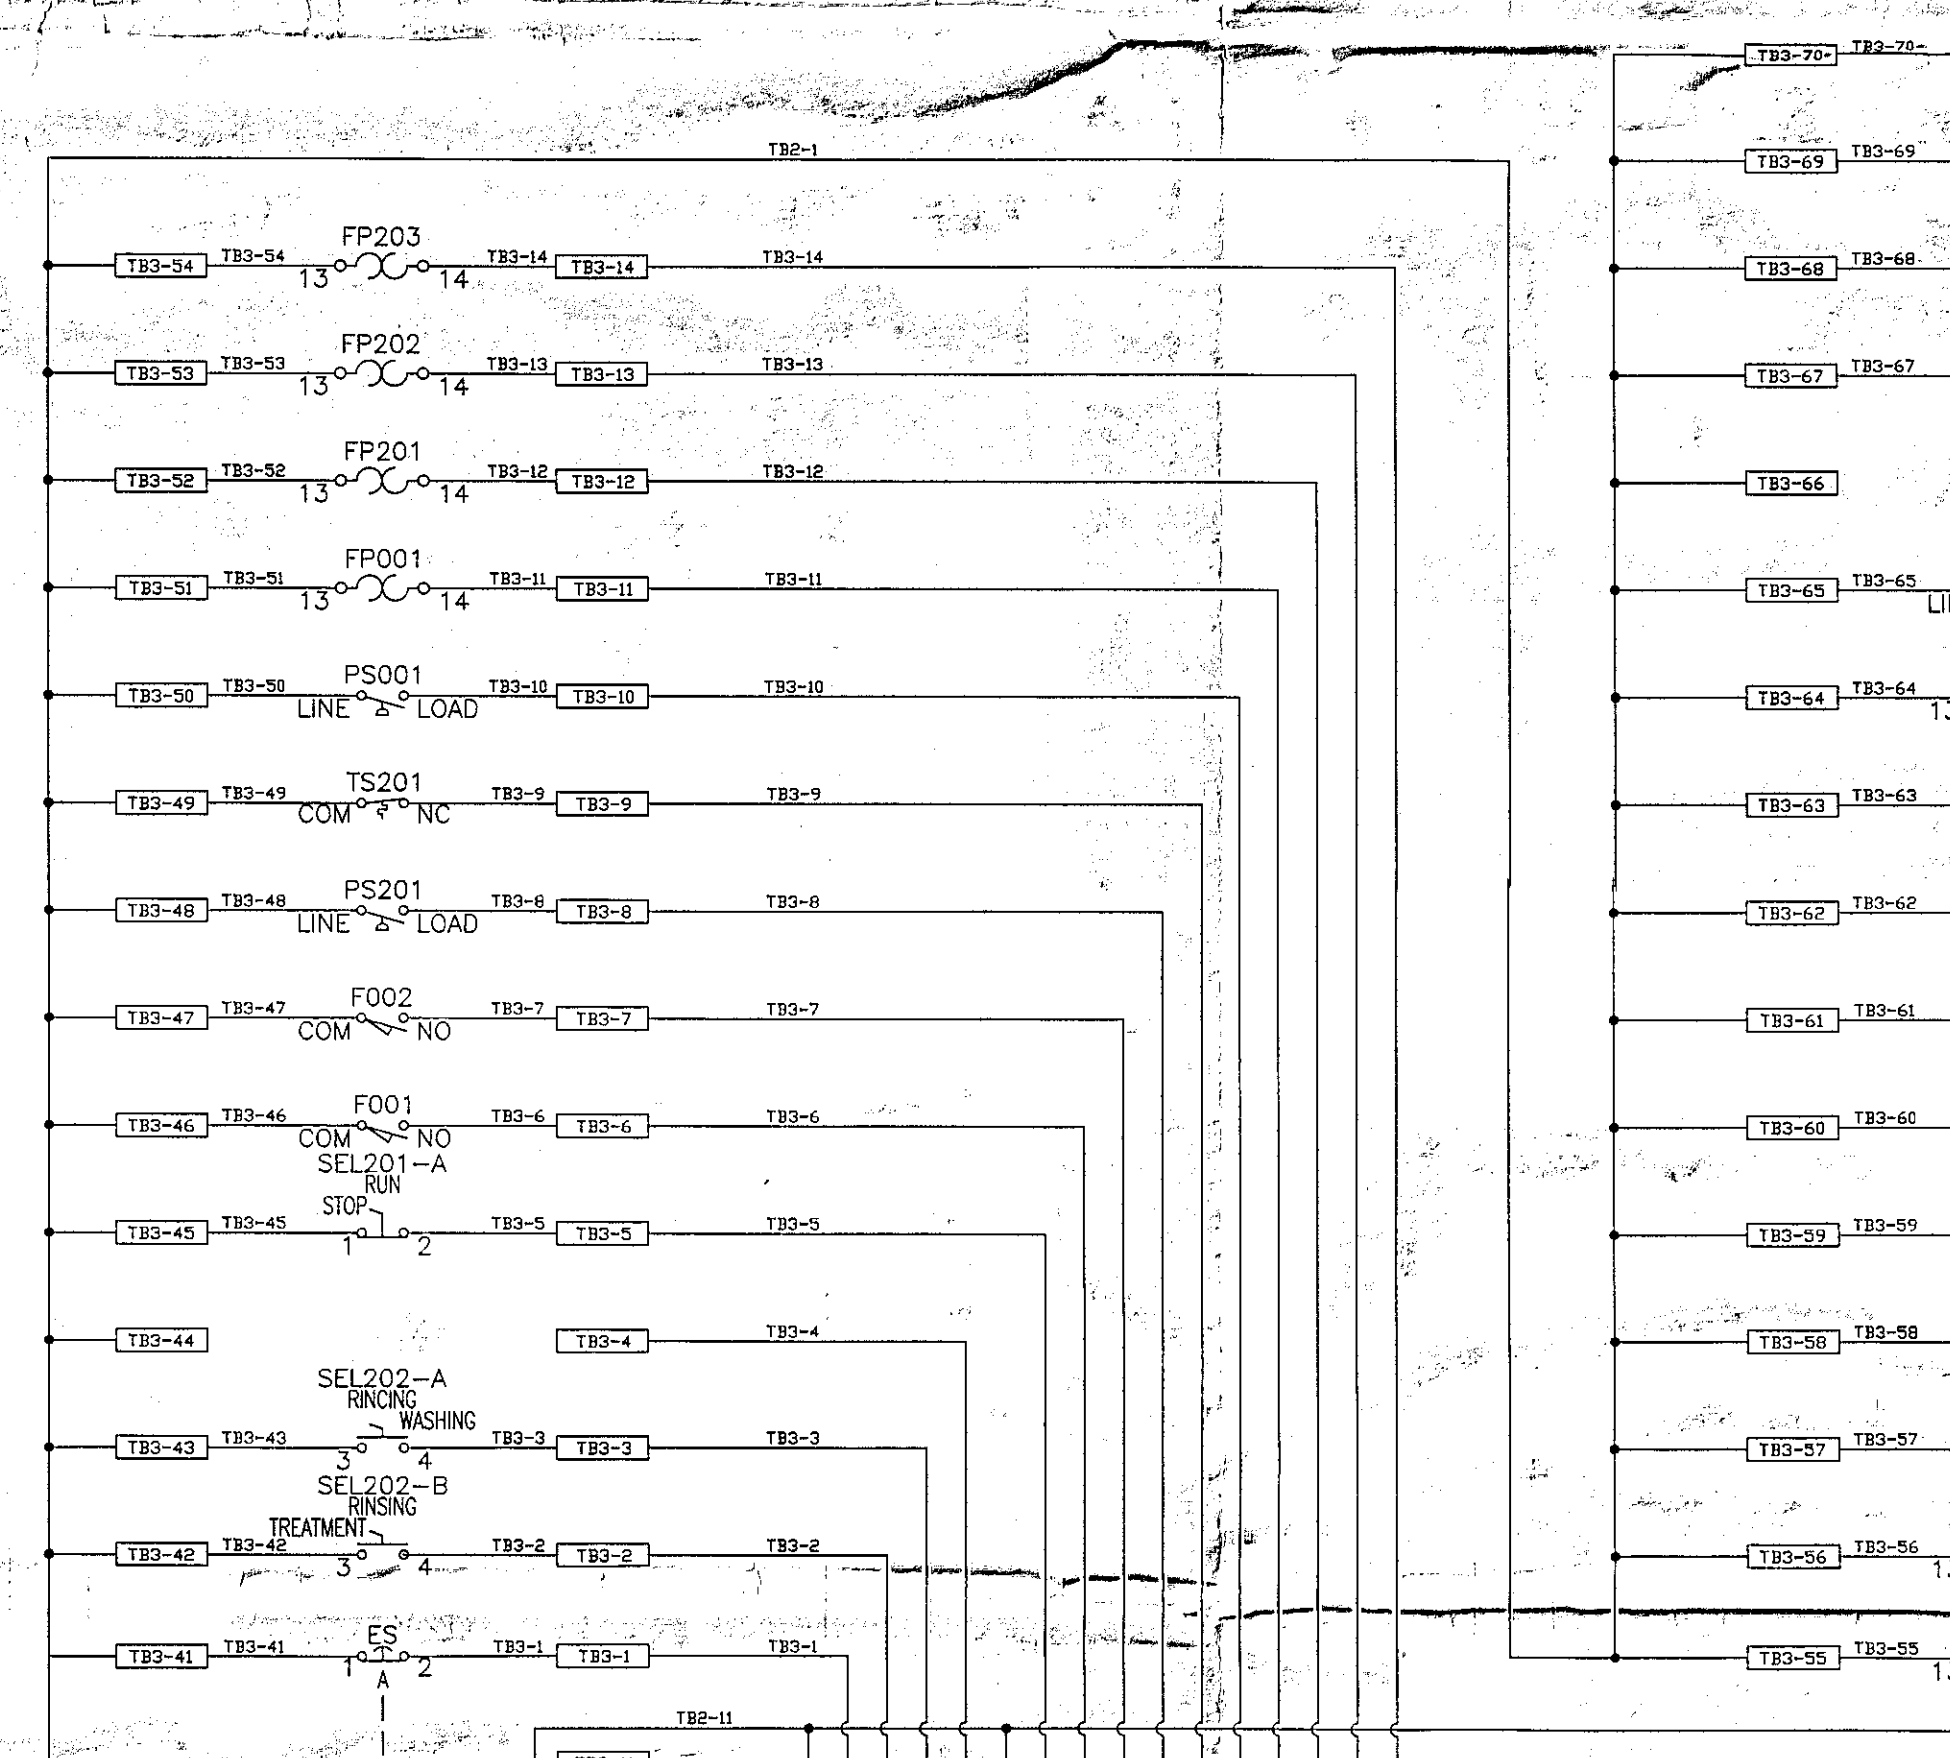 TB3-70 TB3-70
TB2-1
TB3-69 TB3-69
FP203
TB3-54 TB3-54 13 14 TB3-14 TB3-14 TB3-14
TB3-68 TB3-68
FP202
TB3-53 TB3-53 13 14 TB3-13 TB3-13 TB3-13
TB3-67 TB3-67
FP201
TB3-52 TB3-52 13 14 TB3-12 TB3-12 TB3-12
TB3-66
FP001
TB3-51 TB3-51 13 14 TB3-11 TB3-11 TB3-11
TB3-65 TB3-65
PS001
TB3-50 TB3-50 LINE LOAD TB3-10 TB3-10 TB3-10
TB3-64 TB3-64
TS201
TB3-49 TB3-49 COM NC TB3-9 TB3-9 TB3-9
TB3-63 TB3-63
PS201
TB3-48 TB3-48 LINE LOAD TB3-8 TB3-8 TB3-8
TB3-62 TB3-62
F002
TB3-47 TB3-47 COM NO TB3-7 TB3-7 TB3-7
TB3-61 TB3-61
F001
TB3-46 TB3-46 COM NO TB3-6 TB3-6 TB3-6
TB3-60 TB3-60
SEL201-A
RUN
STOP
TB3-45 TB3-45 1 2 TB3-5 TB3-5 TB3-5
TB3-59 TB3-59
TB3-44 TB3-4 TB3-4
TB3-58 TB3-58
SEL202-A
RINCING
WASHING
TB3-43 TB3-43 3 4 TB3-3 TB3-3 TB3-3
TB3-57 TB3-57
SEL202-B
RINSING
TREATMENT
TB3-42 TB3-42 3 4 TB3-2 TB3-2 TB3-2
TB3-56 TB3-56
ES
TB3-41 TB3-41 1 2 TB3-1 TB3-1 TB3-1
A
TB3-55 TB3-55
TB2-11